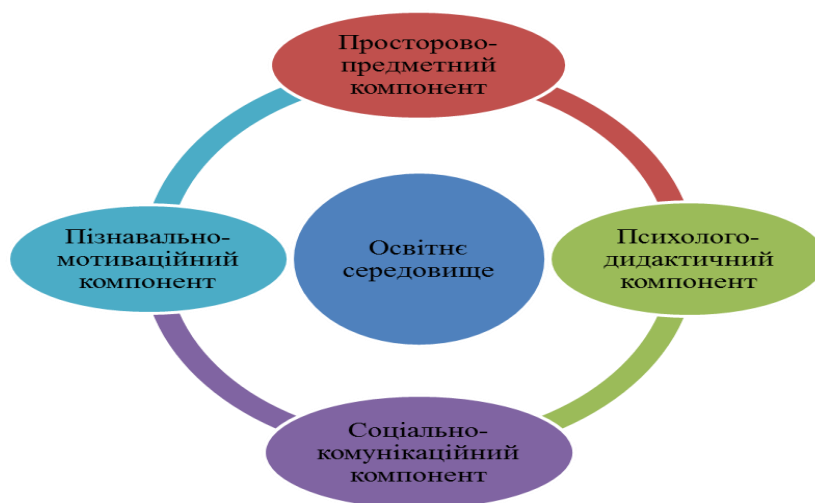 Просторово-
предметний
компонент
Пізнавально-
мотиваційний
компонент
Освітнє
середовище
Психолого-
дидактичний
компонент
Соціально-
комунікаційний
компонент